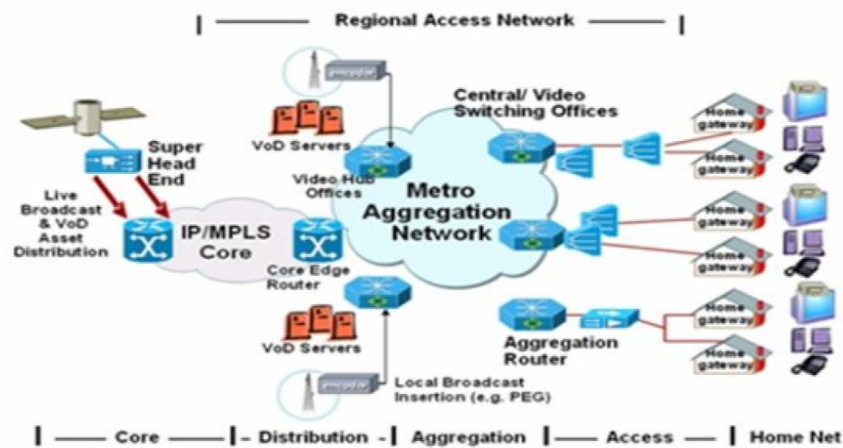 Regional Access Network
encoder
Central/ Video
Switching Offices
Home
gateway
Super
Head
End
VoD Servers
Video Hub
Offices
Home
gateway
Live
Broadcast
& VoD
Asset
Distribution
IP/MPLS
Core
Metro
Aggregation
Network
Home
gateway
Core Edge
Router
Home
gateway
VoD Servers
Aggregation
Router
Home
gateway
Home
gateway
encoder
Local Broadcast
Insertion (e.g. PEG)
Core
Distribution
Aggregation
Access
Home Net